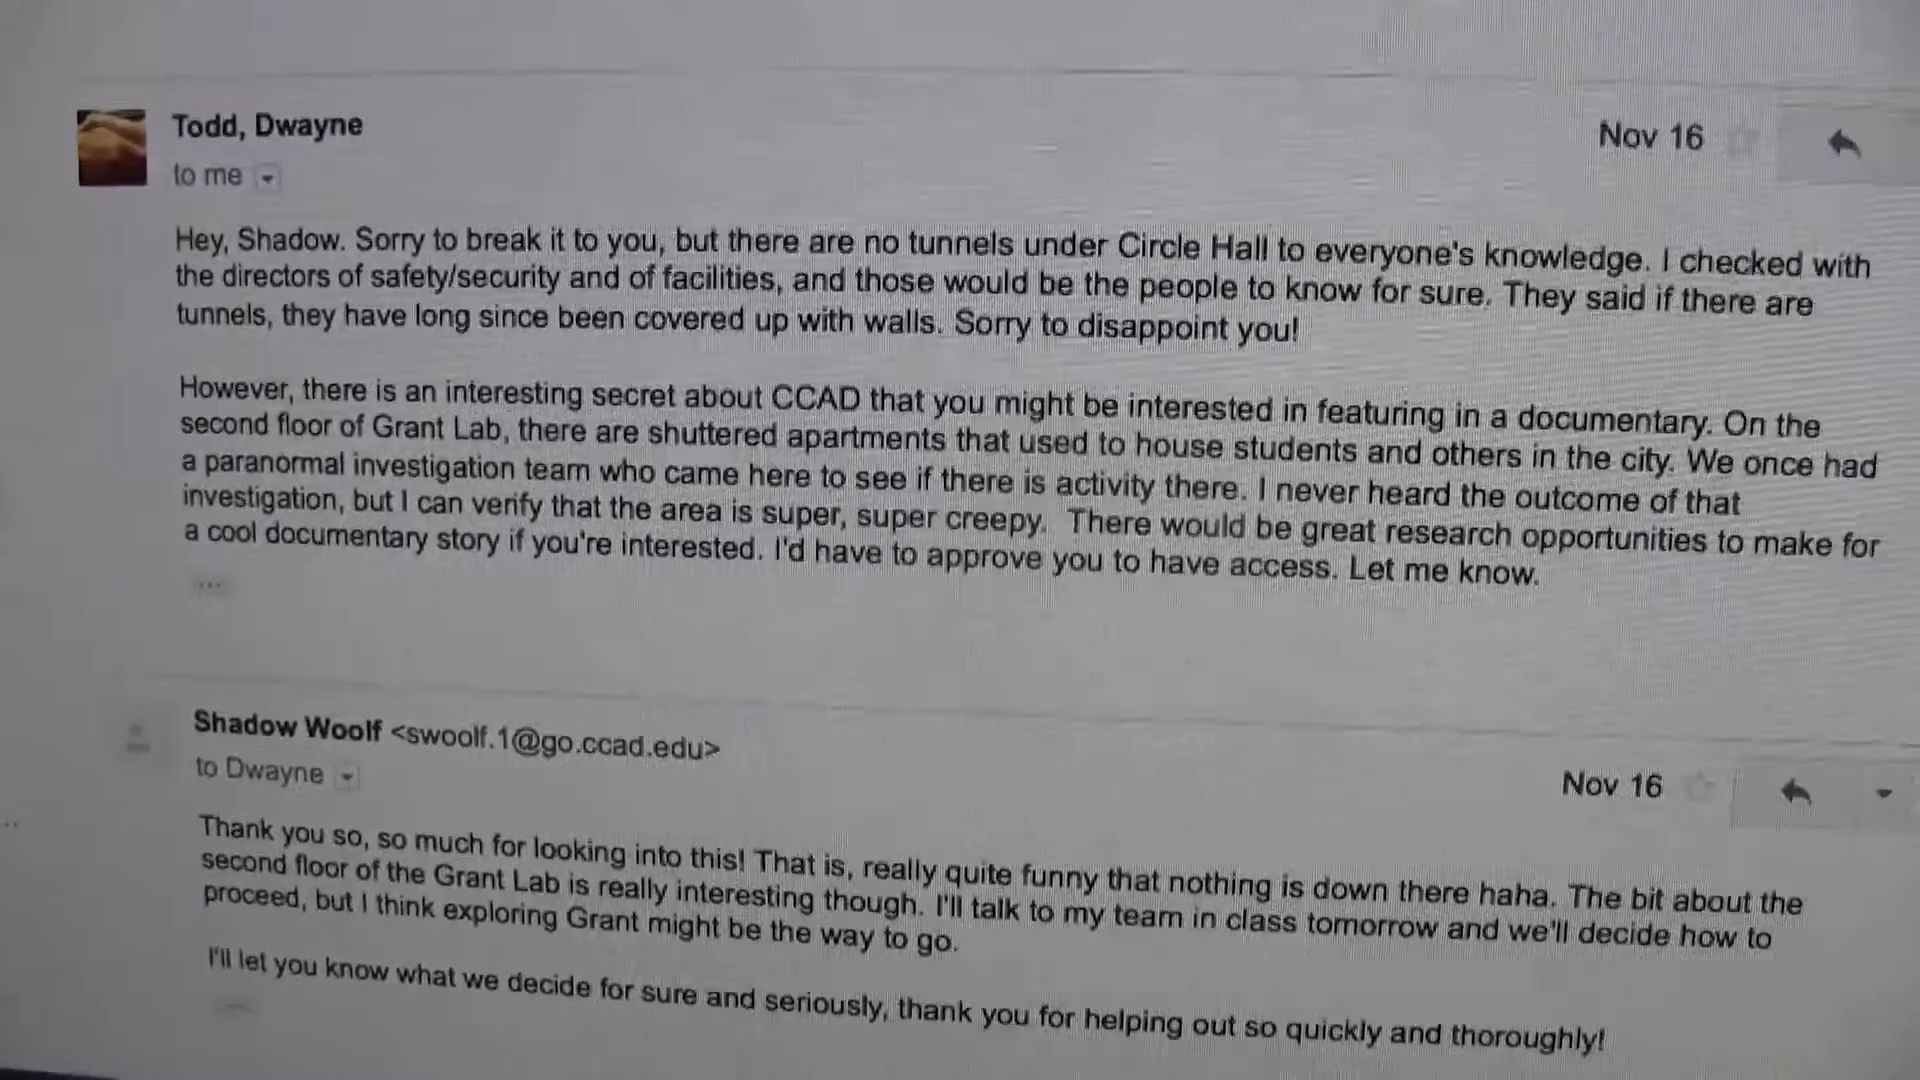 Todd, Dwayne
Nov 16
to me
Hey, Shadow. Sorry to break it to you, but there are no tunnels under Circle Hall to everyone's knowledge. I checked with
the directors of safety/security and of facilities, and those would be the people to know for sure. They said if there are
tunnels, they have long since been covered up with walls. Sorry to disappoint you!
However, there is an interesting secret about CCAD that you might be interested in featuring in a documentary. On the
second floor of Grant Lab, there are shuttered apartments that used to house students and others in the city. We once had
a paranormal investigation team who came here to see if there is activity there. I never heard the outcome of that
investigation, but I can verify that the area is super, super creepy.  There would be great research opportunities to make for
a cool documentary story if you're interested. I'd have to approve you to have access. Let me know.
...
Shadow Woolf <swoolf.1@go.ccad.edu>
Nov 16
to Dwayne
Thank you so, so much for looking into this! That is, really quite funny that nothing is down there haha. The bit about the
second floor of the Grant Lab is really interesting though. I'll talk to my team in class tomorrow and we'll decide how to
proceed, but I think exploring Grant might be the way to go.
I'll let you know what we decide for sure and seriously, thank you for helping out so quickly and thoroughly!